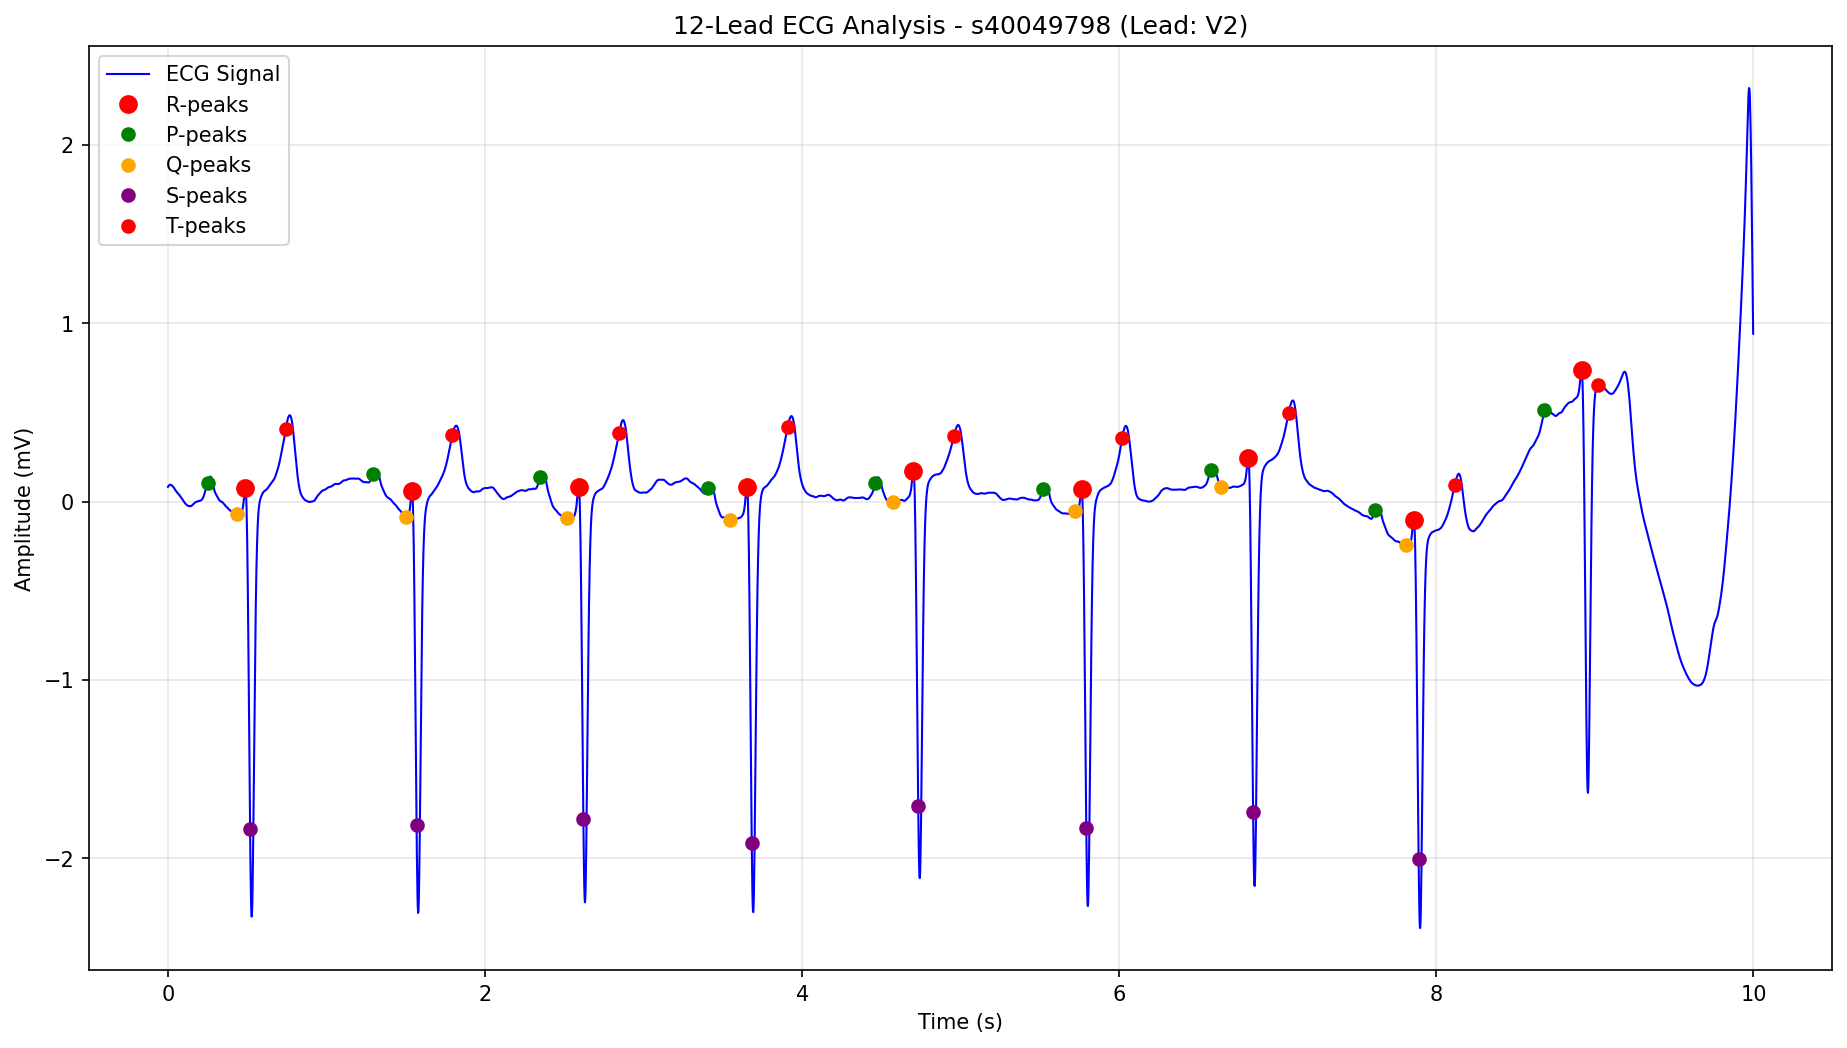 12-Lead ECG Analysis - s40049798 (Lead: V2)
ECG Signal
R-peaks
P-peaks
Q-peaks
S-peaks
T-peaks
Amplitude (mV)
2
1
0
−1
−2
0 2 4 6 8 10
Time (s)